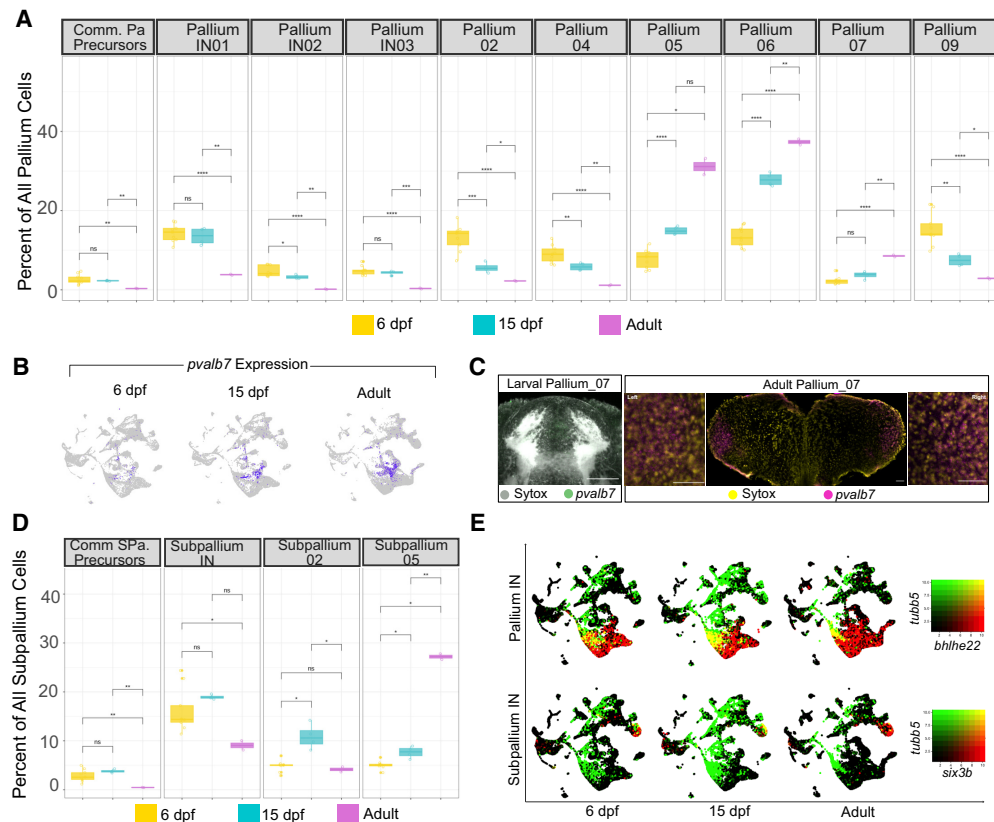 A
Comm. Pa Precursors
Pallium IN01
Pallium IN02
Pallium IN03
Pallium 02
Pallium 04
Pallium 05
Pallium 06
Pallium 07
Pallium 09
Percent of All Pallium Cells
40
20
0
ns ** **
ns **** **
* **** **
ns **** ***
*** **** *
** **** **
**** * ns
**** **** **
ns **** **
** **** *
6 dpf
15 dpf
Adult
B
pvalb7 Expression
6 dpf
15 dpf
Adult
C
Larval Pallium_07
Adult Pallium_07
Left
Right
Sytox
pvalb7
Sytox
pvalb7
D
Comm SPa. Precursors
Subpallium IN
Subpallium 02
Subpallium 05
Percent of All Subpallium Cells
40
30
20
10
0
ns ** **
ns * ns
* ns *
* * **
6 dpf
15 dpf
Adult
E
Pallium IN
Subpallium IN
tubb5
bhlhe22
tubb5
six3b
6 dpf
15 dpf
Adult